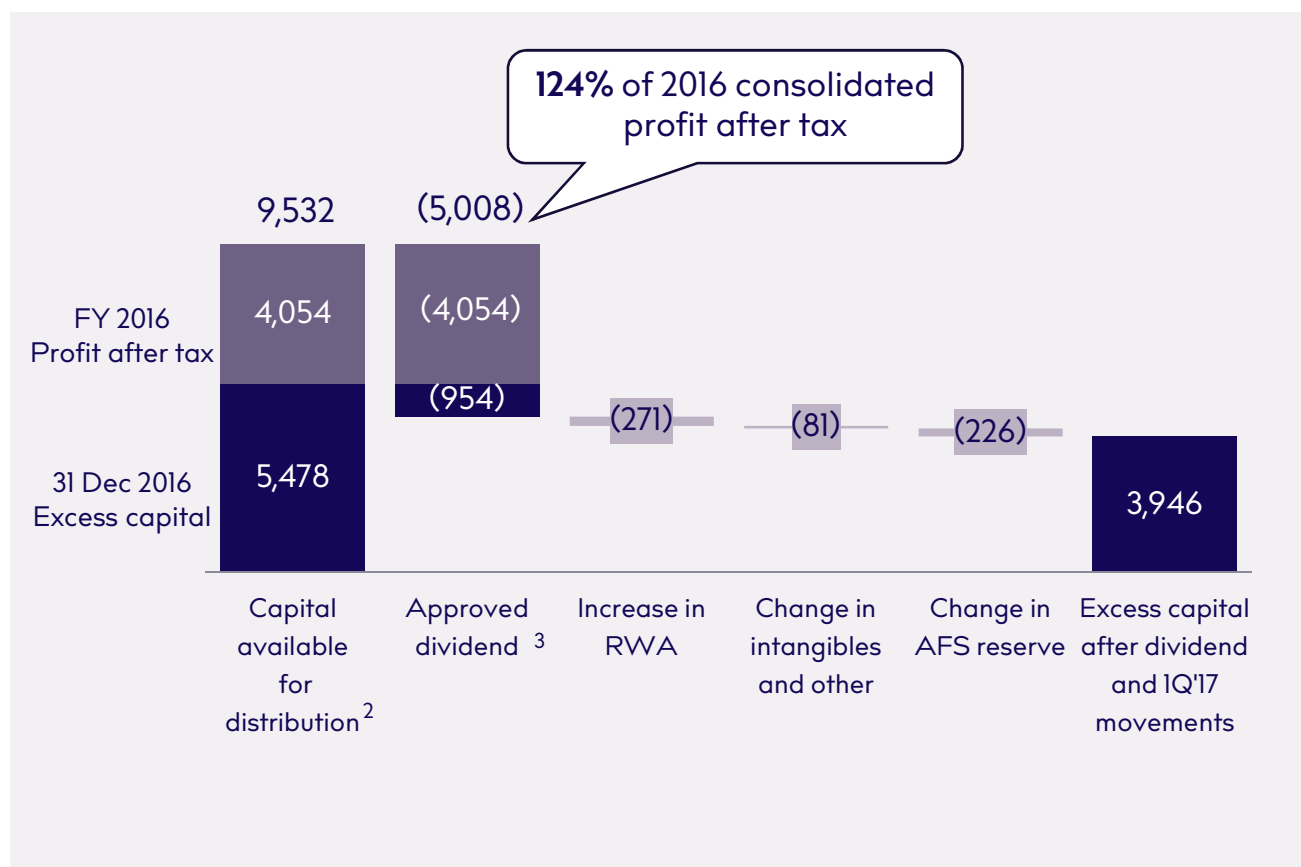 124% of 2016 consolidated
profit after tax
9,532
(5,008)
FY 2016
Profit after tax
4,054
(4,054)
(954)
(271)
(81)
(226)
31 Dec 2016
Excess capital
5,478
3,946
Capital
available
for
distribution 2
Approved
dividend 3
Increase in
RWA
Change in
intangibles
and other
Change in
AFS reserve
Excess capital
after dividend
and 1Q'17
movements